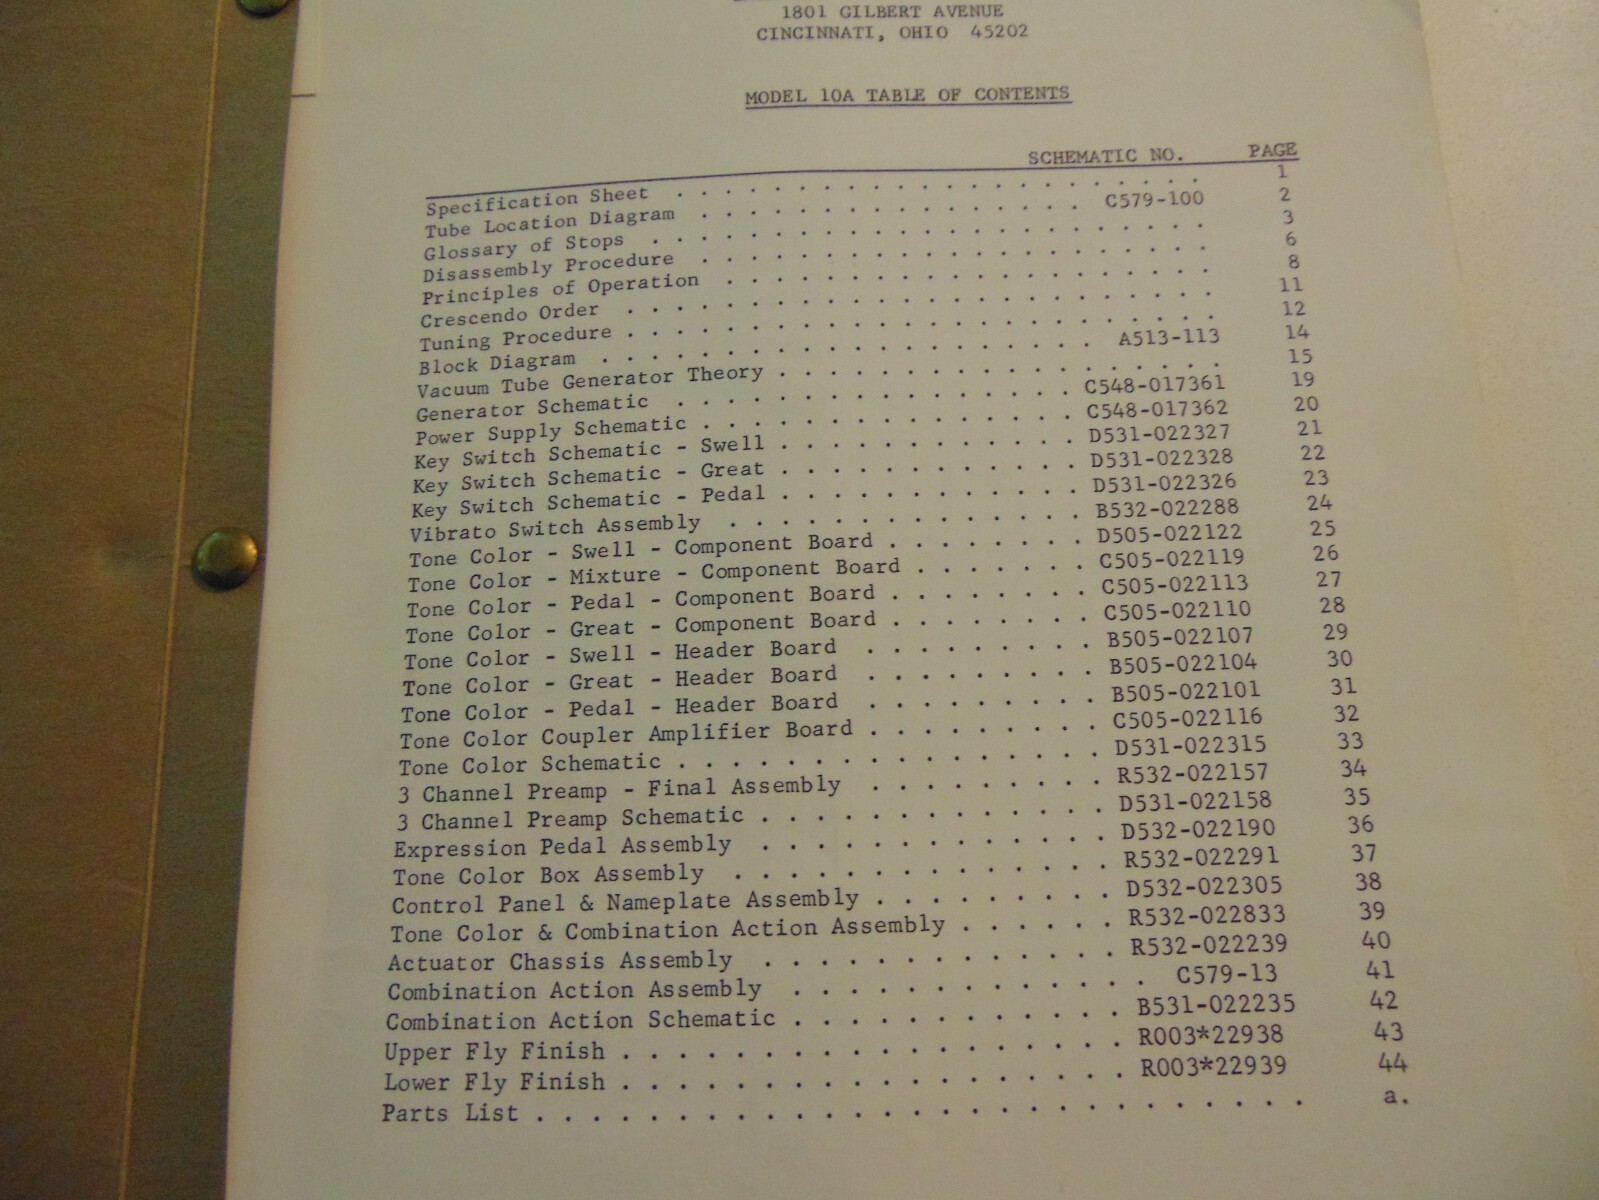 1801 GILBERT AVENUE
CINCINNATI, OHIO 45202
MODEL 10A TABLE OF CONTENTS
SCHEMATIC NO. PAGE
Specification Sheet . . . . . . . . . . . . . . . . . . . . . 1
Tube Location Diagram . . . . . . . . . . . . . . . . C579-100 2
Glossary of Stops . . . . . . . . . . . . . . . . . . . . . . 3
Disassembly Procedure . . . . . . . . . . . . . . . . . . . . 6
Principles of Operation . . . . . . . . . . . . . . . . . . . 8
Crescendo Order . . . . . . . . . . . . . . . . . . . . . . . 11
Tuning Procedure . . . . . . . . . . . . . . . . . . . . . . . 12
Block Diagram . . . . . . . . . . . . . . . . . . . A513-113 14
Vacuum Tube Generator Theory . . . . . . . . . . . . . . . . . 15
Generator Schematic . . . . . . . . . . . . . . . C548-017361 19
Power Supply Schematic . . . . . . . . . . . . . . C548-017362 20
Key Switch Schematic - Swell . . . . . . . . . . . D531-022327 21
Key Switch Schematic - Great . . . . . . . . . . . D531-022328 22
Key Switch Schematic - Pedal . . . . . . . . . . . D531-022326 23
Vibrato Switch Assembly . . . . . . . . . . . . . B532-022288 24
Tone Color - Swell - Component Board . . . . . . . . D505-022122 25
Tone Color - Mixture - Component Board . . . . . . . C505-022119 26
Tone Color - Pedal - Component Board . . . . . . . . C505-022113 27
Tone Color - Great - Component Board . . . . . . . . C505-022110 28
Tone Color - Swell - Header Board . . . . . . . . . B505-022107 29
Tone Color - Great - Header Board . . . . . . . . . B505-022104 30
Tone Color - Pedal - Header Board . . . . . . . . . B505-022101 31
Tone Color Coupler Amplifier Board . . . . . . . . . C505-022116 32
Tone Color Schematic . . . . . . . . . . . . . . . . D531-022315 33
3 Channel Preamp - Final Assembly . . . . . . . . . R532-022157 34
3 Channel Preamp Schematic . . . . . . . . . . . . . D531-022158 35
Expression Pedal Assembly . . . . . . . . . . . . . D532-022190 36
Tone Color Box Assembly . . . . . . . . . . . . . . R532-022291 37
Control Panel & Nameplate Assembly . . . . . . . . . D532-022305 38
Tone Color & Combination Action Assembly . . . . . . R532-022833 39
Actuator Chassis Assembly . . . . . . . . . . . . . R532-022239 40
Combination Action Assembly . . . . . . . . . . . . . C579-13 41
Combination Action Schematic . . . . . . . . . . . . B531-022235 42
Upper Fly Finish . . . . . . . . . . . . . . . . . . R003*22938 43
Lower Fly Finish . . . . . . . . . . . . . . . . . . R003*22939 44
Parts List . . . . . . . . . . . . . . . . . . . . . . . . . . . a.